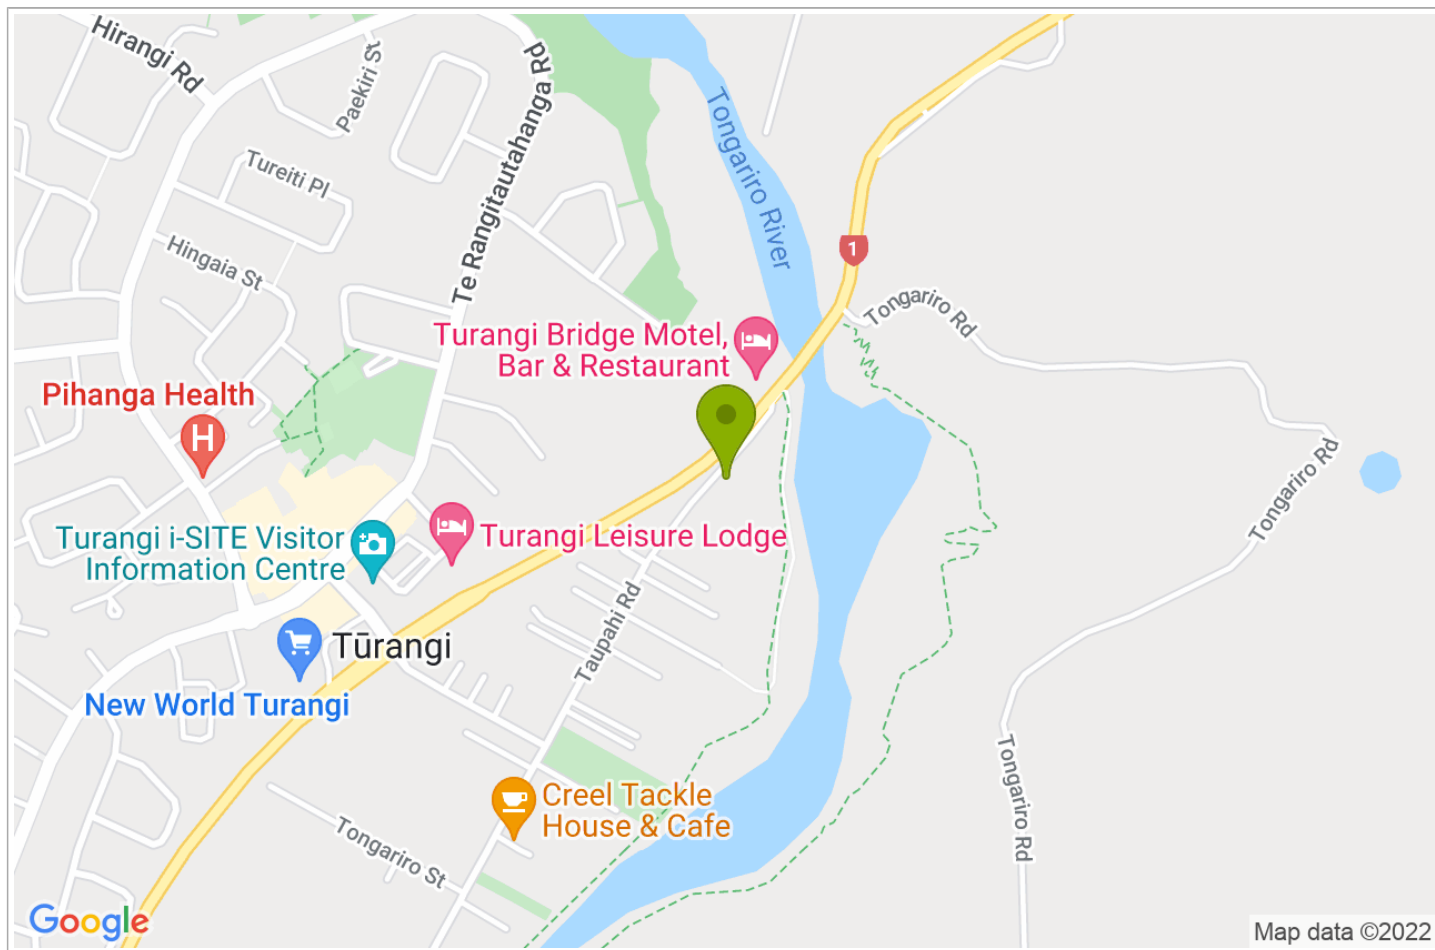 Hirangi Rd
Paekiri St
Tureiti Pl
Te Rangitautahanga Rd
Hingaia St
Tongariro River
1
Tongariro Rd
Turangi Bridge Motel,
Bar & Restaurant
Pihanga Health
H
Tongariro Rd
Turangi i-SITE Visitor
Information Centre
Turangi Leisure Lodge
Taupahi Rd
Tūrangi
New World Turangi
Tongariro Rd
Creel Tackle
House & Cafe
Tongariro St
Google
Map data ©2022